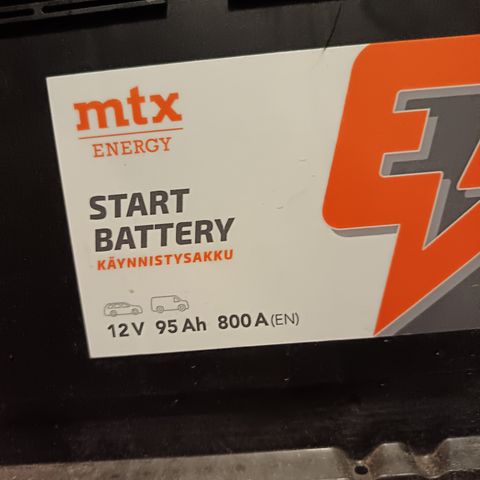 mtx
ENERGY
START
BATTERY
KÄYNNISTYSAKKU
12V 95Ah 800A(EN)